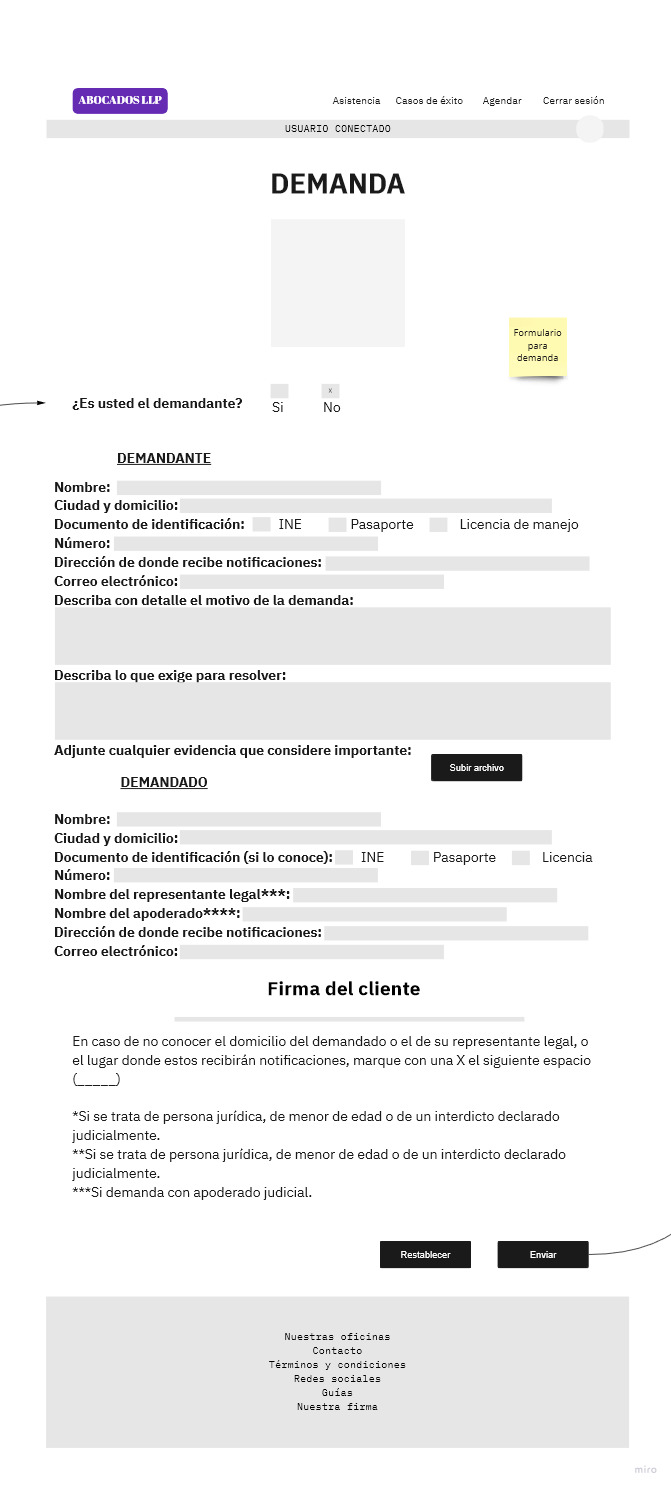 ABOCADOS LLP
Asistencia Casos de éxito Agendar Cerrar sesión
USUARIO CONECTADO
DEMANDA
Formulario
para
demanda
x
¿Es usted el demandante? Si No
DEMANDANTE
Nombre:
Ciudad y domicilio:
Documento de identificación: INE Pasaporte Licencia de manejo
Número:
Dirección de donde recibe notificaciones:
Correo electrónico:
Describa con detalle el motivo de la demanda:
Describa lo que exige para resolver:
Adjunte cualquier evidencia que considere importante:
Subir archivo
DEMANDADO
Nombre:
Ciudad y domicilio:
Documento de identificación (si lo conoce): INE Pasaporte Licencia
Número:
Nombre del representante legal***:
Nombre del apoderado****:
Dirección de donde recibe notificaciones:
Correo electrónico:
Firma del cliente
En caso de no conocer el domicilio del demandado o el de su representante legal, o
el lugar donde estos recibirán notificaciones, marque con una X el siguiente espacio
(_____)
*Si se trata de persona jurídica, de menor de edad o de un interdicto declarado
judicialmente.
**Si se trata de persona jurídica, de menor de edad o de un interdicto declarado
judicialmente.
***Si demanda con apoderado judicial.
Restablecer Enviar
Nuestras oficinas
Contacto
Términos y condiciones
Redes sociales
Guías
Nuestra firma
miro